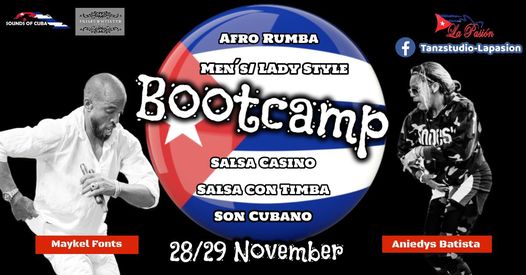 SOUNDS OF CUBA
La Pasión
Tanzstudio-Lapasion
Afro Rumba
Men´s/ Lady Style
Bootcamp
Salsa Casino
Salsa con Timba
Son Cubano
Maykel Fonts
Aniedys Batista
28/29 November